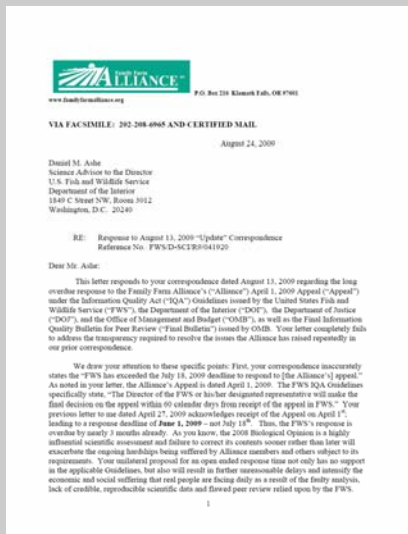 Family Farm
ALLIANCE
www.familyfarmalliance.org
P.O. Box 216 Klamath Falls, OR 97601
VIA FACSIMILE: 202-208-6965 AND CERTIFIED MAIL
August 24, 2009
Daniel M. Ashe
Science Advisor to the Director
U.S. Fish and Wildlife Service
Department of the Interior
1849 C Street NW, Room 3012
Washington, D.C. 20240
RE: Response to August 13, 2009 "Update" Correspondence
Reference No. FWS/D-SCI/R9/041920
Dear Mr. Ashe:
This letter responds to your correspondence dated August 13, 2009 regarding the long
overdue response to the Family Farm Alliance's ("Alliance") April 1, 2009 Appeal ("Appeal")
under the Information Quality Act ("IQA") Guidelines issued by the United States Fish and
Wildlife Service ("FWS"), the Department of Interior ("DOI"), the Department of Justice
("DOJ"), and the Office of Management and Budget ("OMB"), as well as the Final Information
Quality Bulletin for Peer Review ("Final Bulletin") issued by OMB. Your letter completely fails
to address the transparency required to resolve the issues the Alliance has raised repeatedly in
our prior correspondence.
We draw your attention to these specific points: First, your correspondence inaccurately
states the "FWS has exceeded the July 18, 2009 deadline to respond to [the Alliance's] appeal."
As noted in your letter, the Alliance's Appeal is dated April 1, 2009. The FWS IQA Guidelines
specifically state, "The Director of the FWS or his/her designated representative will make the
final decision on the appeal within 60 calendar days from receipt of the appeal in FWS." Your
previous letter to me dated April 27, 2009 acknowledges receipt of the Appeal on April 1st,
leading to a response deadline of June 1, 2009 – not July 18th. Thus, the FWS's response is
overdue by nearly 3 months already. As you know, the 2008 Biological Opinion is a highly
influential scientific assessment and failure to correct its contents sooner rather than later will
exacerbate the ongoing hardships being suffered by Alliance members and others subject to its
requirements. Your unilateral proposal for an open ended response time not only has no support
in the applicable Guidelines, but also will result in further unreasonable delays and intensify the
economic and social suffering that real people are facing daily as a result of the faulty analysis,
lack of credible, reproducible scientific data and flawed peer review relied upon by the FWS.
1